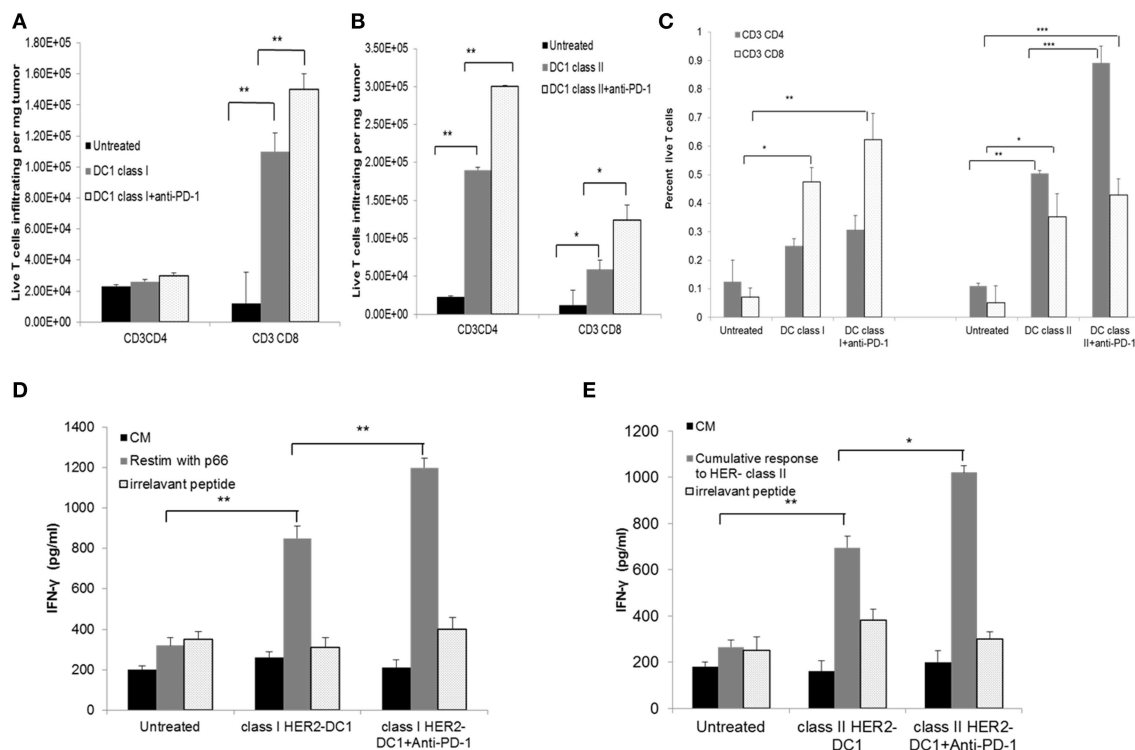 A
Live T cells infiltrating per mg tumor
1.80E+05
1.60E+05
1.40E+05
1.20E+05
1.00E+05
8.00E+04
6.00E+04
4.00E+04
2.00E+04
0.00E+00
**
**
Untreated
DC1 class I
DC1 class I+anti-PD-1
CD3CD4
CD3 CD8
B
Live T cells infiltrating per mg tumor
3.50E+05
3.00E+05
2.50E+05
2.00E+05
1.50E+05
1.00E+05
5.00E+04
0.00E+00
Untreated
DC1 class II
DC1 class II+anti-PD-1
**
**
*
*
CD3CD4
CD3 CD8
C
Percent live T cells
1
0.9
0.8
0.7
0.6
0.5
0.4
0.3
0.2
0.1
0
CD3 CD4
CD3 CD8
**
*
***
***
*
**
Untreated
DC class I
DC class
I+anti-PD-1
Untreated
DC class II
DC class
II+anti-PD-1
D
IFN-γ (pg/ml)
1400
1200
1000
800
600
400
200
0
CM
Restim with p66
irrelavant peptide
**
**
Untreated
class I HER2-DC1
class I HER2-
DC1+Anti-PD-1
E
IFN-γ (pg/ml)
1200
1000
800
600
400
200
0
CM
Cumulative response
to HER- class II
irrelavant peptide
*
**
Untreated
class II HER2-
DC1
class II HER2-
DC1+Anti-PD-1